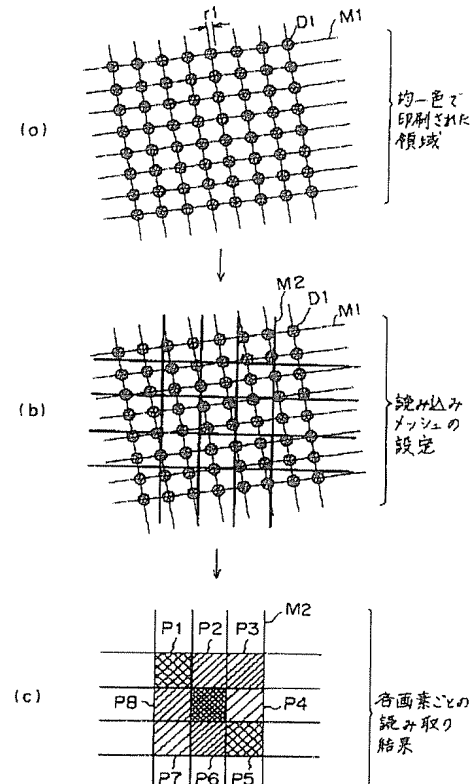 r1
D1
M1
(a)
均一色で
印刷された
領域
M2
D1
M1
(b)
読み込み
メッシュの
設定
M2
P1 P2 P3
(c)
P8 P4
P7 P6 P5
各画素ごとの
読み取り
結果